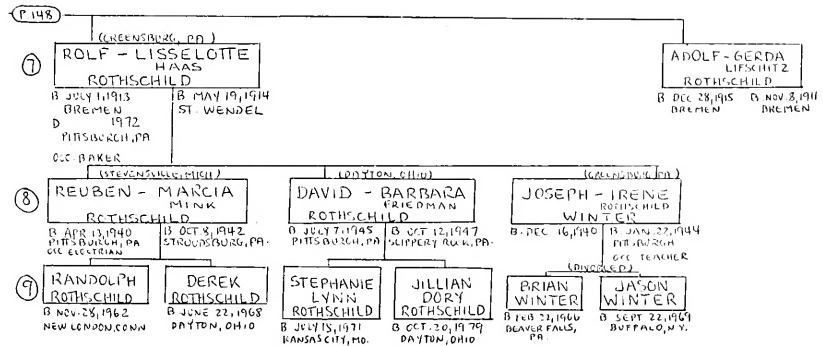 P 148
(GREENSBURG, PA)
7
ROLF - LISSELOTTE
HAAS
ROTHSCHILD
B JULY 1, 1913
BREMEN
D 1972
PITTSBURGH, PA
OCC. BAKER
B MAY 19, 1914
ST. WENDEL
ADOLF - GERDA
LIFSCHITZ
ROTHSCHILD
B DEC 28, 1915
BREMEN
B NOV. 8, 1911
BREMEN
8
(STEVENSVILLE, MICH)
REUBEN - MARCIA
MINK
ROTHSCHILD
B APR 13, 1940
PITTSBURGH, PA
OCC ELECTRIAN
B OCT. 8, 1942
STROUDSBURG, PA.
(DAYTON, OHIO)
DAVID - BARBARA
FRIEDMAN
ROTHSCHILD
B JULY 7, 1945
PITTSBURGH, PA
B OCT 12, 1947
SLIPPERY ROCK, PA.
(GREENSBURG, PA)
JOSEPH - IRENE
ROTHSCHILD
WINTER
B. DEC 16, 1940
B JAN. 22, 1944
PITTSBURGH
OCC TEACHER
(DIVORCED)
9
RANDOLPH
ROTHSCHILD
B NOV. 28, 1962
NEW LONDON, CONN
DEREK
ROTHSCHILD
B JUNE 22, 1968
DAYTON, OHIO
STEPHANIE
LYNN
ROTHSCHILD
B JULY 15, 1971
KANSAS CITY, MO.
JILLIAN
DORY
ROTHSCHILD
B OCT. 20, 1979
DAYTON, OHIO
BRIAN
WINTER
B FEB 22, 1966
BEAVER FALLS,
PA.
JASON
WINTER
B SEPT 22, 1969
BUFFALO, N.Y.